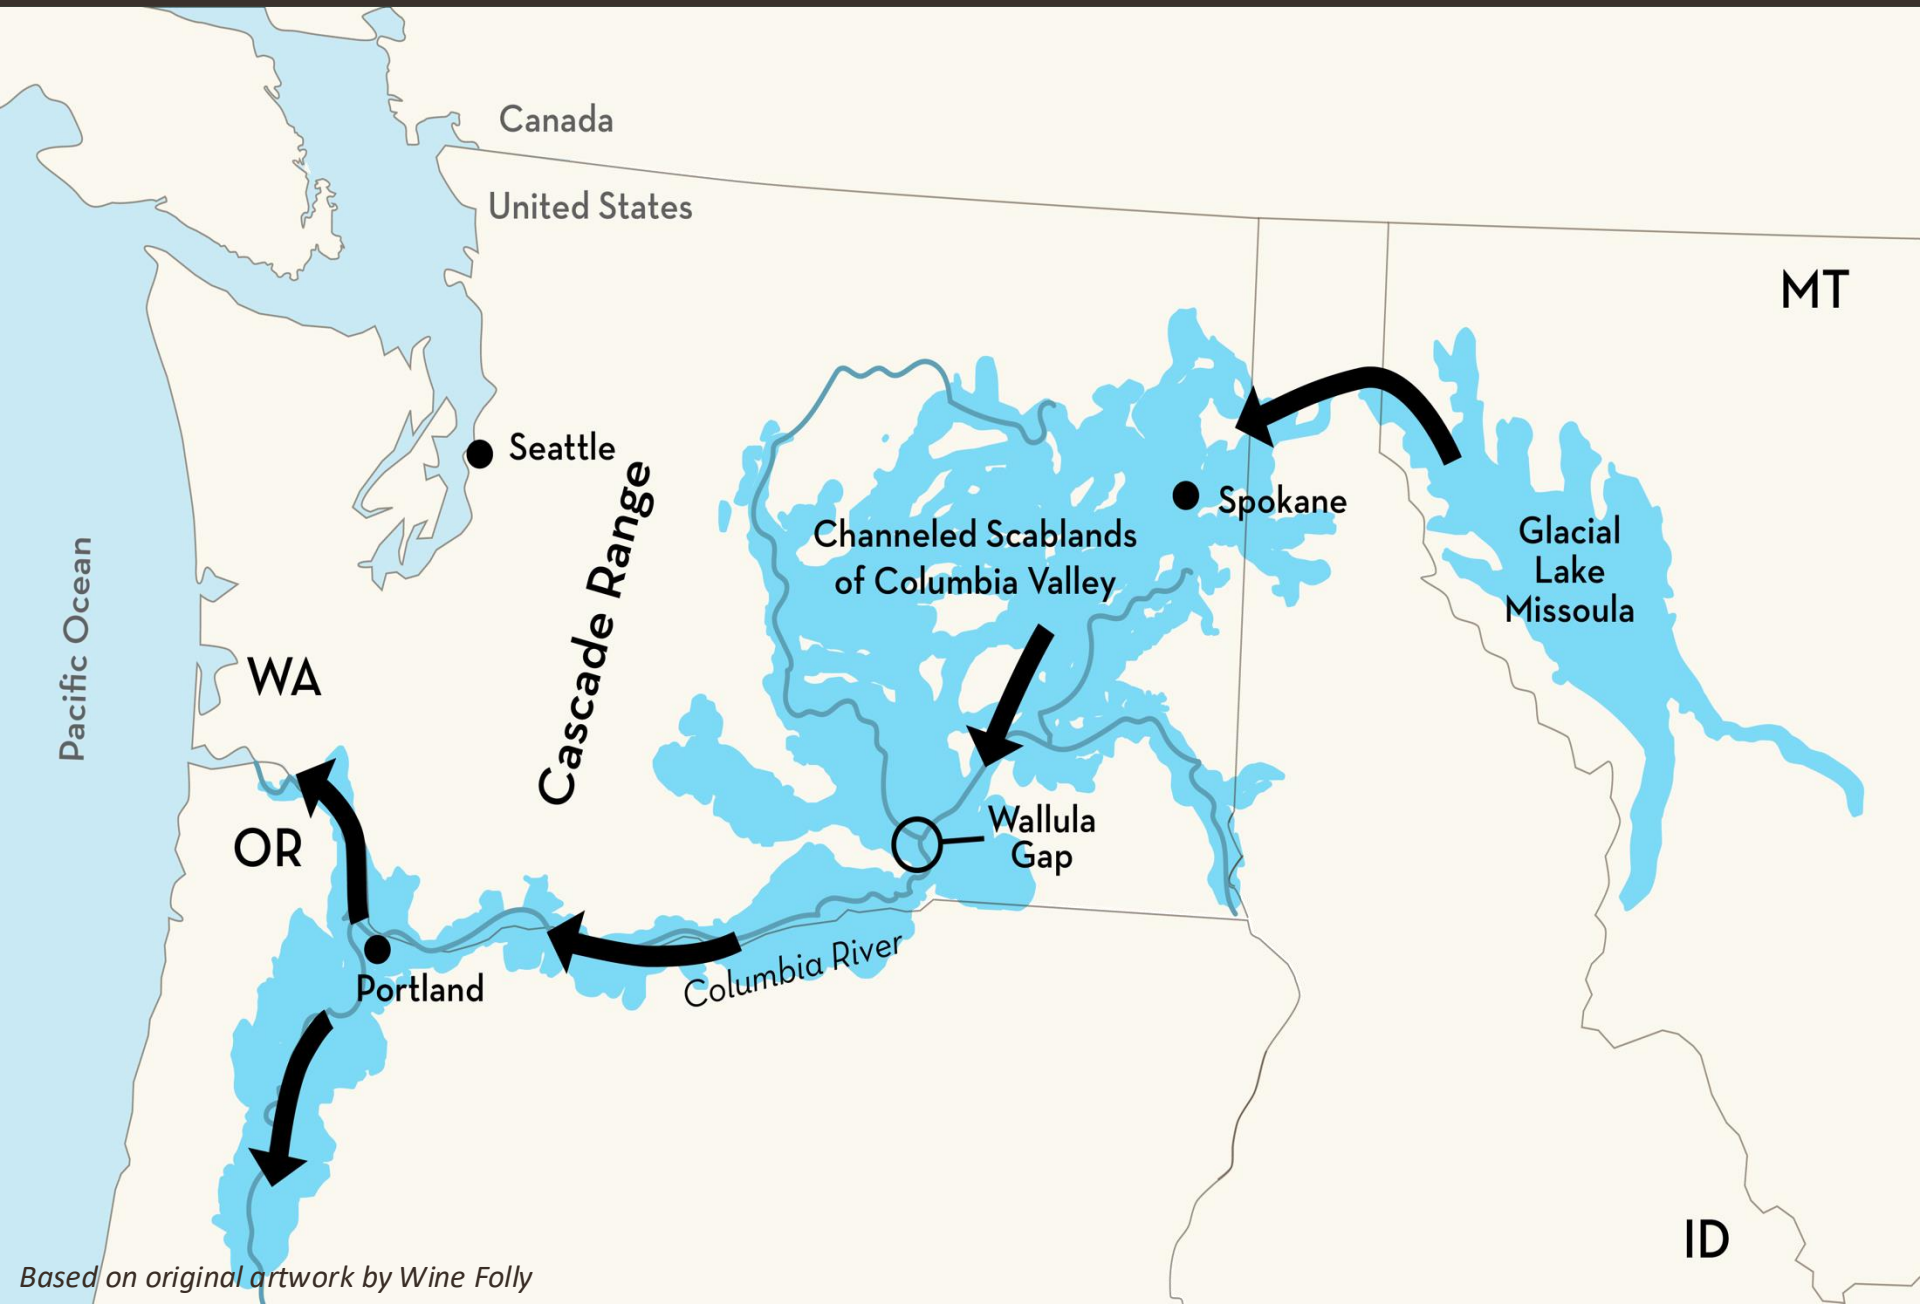 Canada
United States
MT
Seattle
Cascade Range
Spokane
Channeled Scablands
of Columbia Valley
Glacial
Lake
Missoula
Pacific Ocean
WA
OR
Wallula
Gap
Columbia River
Portland
ID
Based on original artwork by Wine Folly